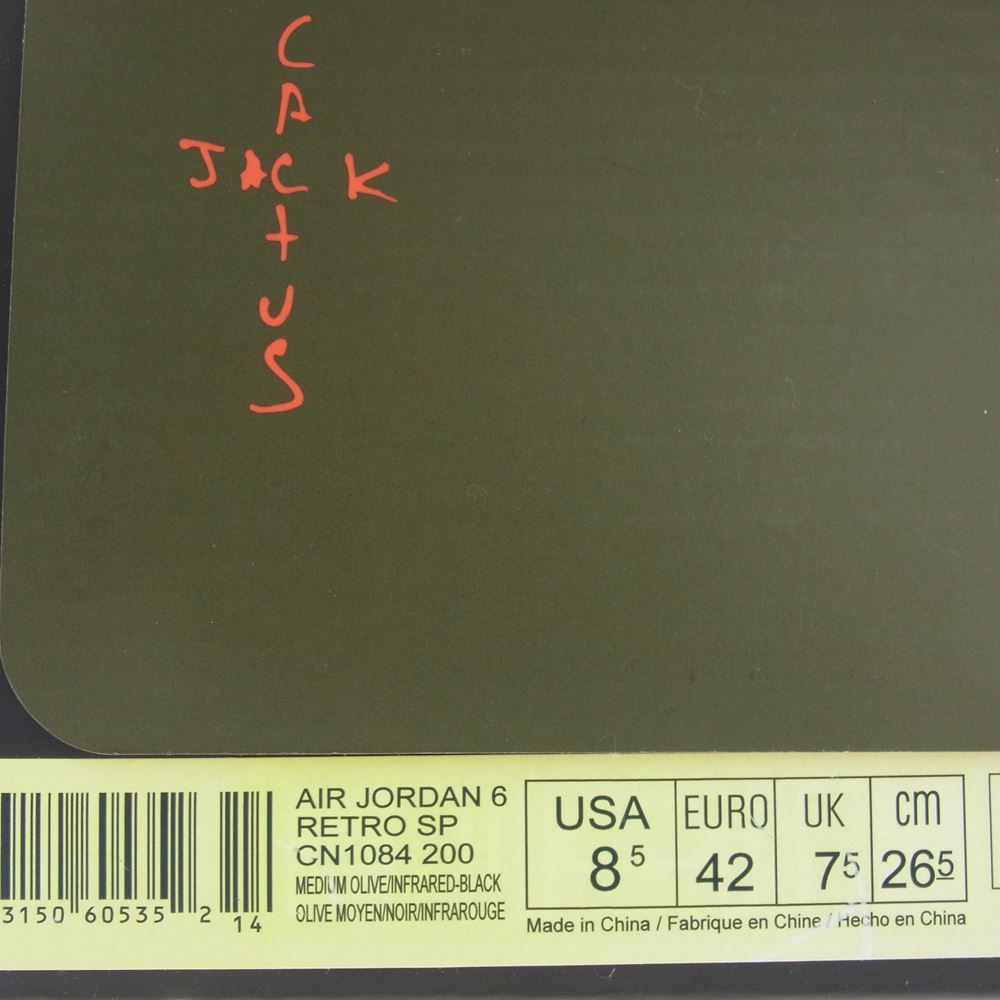 C
A
JACK
T
U
S
AIR JORDAN 6
RETRO SP
CN1084 200
MEDIUM OLIVE/INFRARED-BLACK
OLIVE MOYEN/NOIR/INFRAROUGE
3150 60535 2
14
USA EURO UK cm
8 5 42 7 5 26 5
Made in China / Fabrique en Chine / Hecho en China